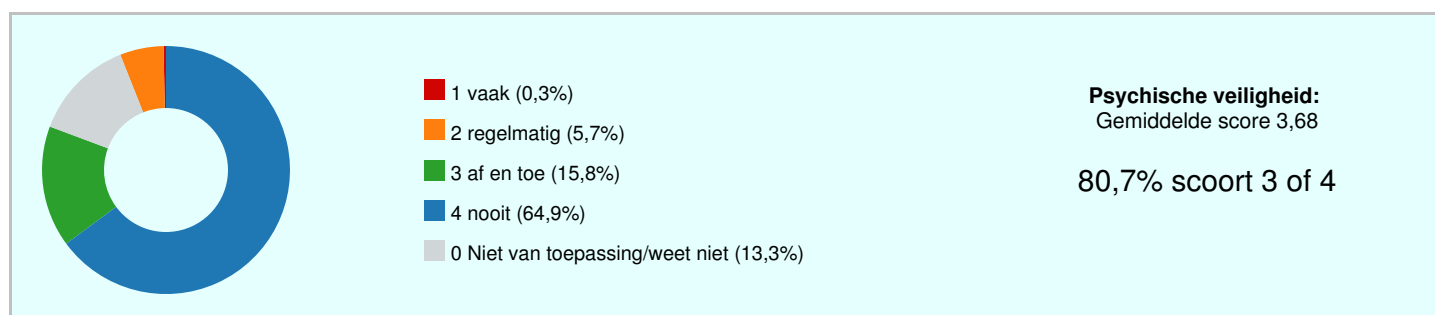 1 vaak (0,3%)
2 regelmatig (5,7%)
3 af en toe (15,8%)
4 nooit (64,9%)
0 Niet van toepassing/weet niet (13,3%)
Psychische veiligheid:
Gemiddelde score 3,68
80,7% scoort 3 of 4